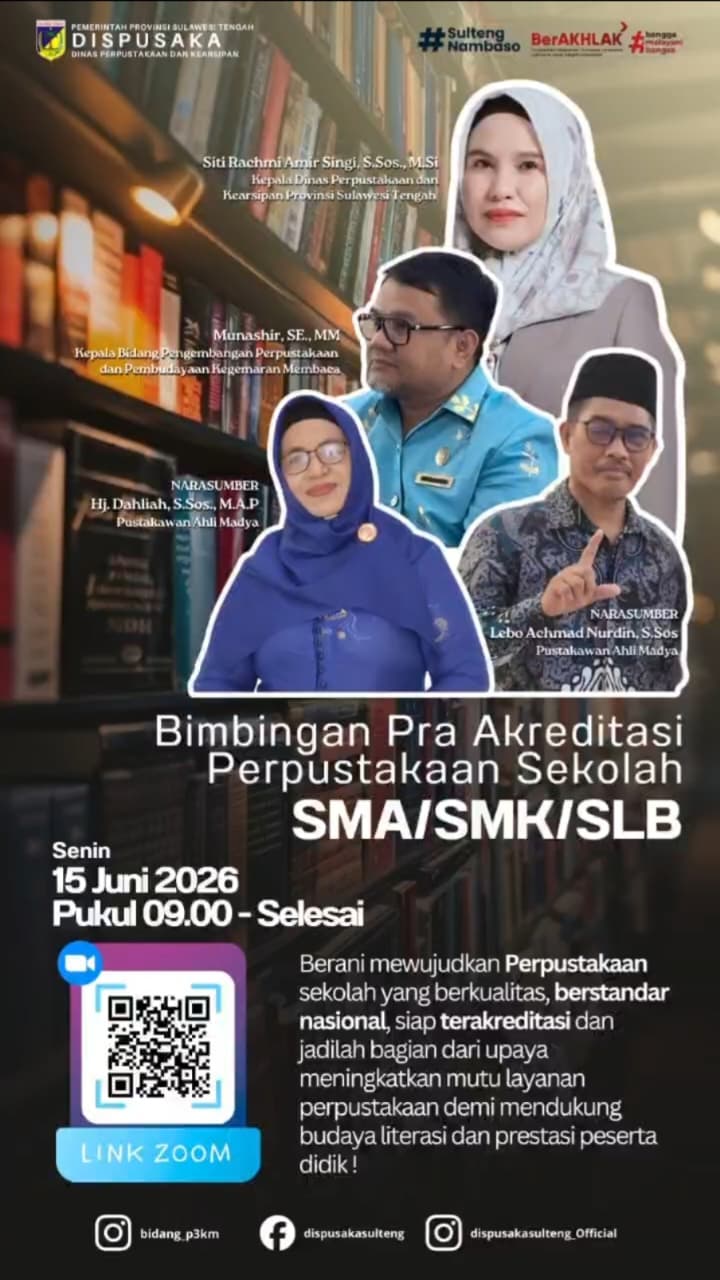 PEMERINTAH PROVINSI SULAWESI TENGAH
DISPUSAKA
DINAS PERPUSTAKAAN DAN KEARSIPAN
#Sulteng
Nambaso
BerAKHLAK
#bangga
melayani
bangsa
Siti Rachmi Amir Singi, S.Sos., M.Si
Kepala Dinas Perpustakaan dan
Kearsipan Provinsi Sulawesi Tengah
Munashir, SE., MM
Kepala Bidang Pengembangan Perpustakaan
dan Pembudayaan Kegemaran Membaca
NARASUMBER
Hj. Dahliah, S.Sos., M.A.P
Pustakawan Ahli Madya
NARASUMBER
Lebo Achmad Nurdin, S.Sos
Pustakawan Ahli Madya
Bimbingan Pra Akreditasi
Perpustakaan Sekolah
SMA/SMK/SLB
Senin
15 Juni 2026
Pukul 09.00 - Selesai
LINK ZOOM
Berani mewujudkan Perpustakaan
sekolah yang berkualitas, berstandar
nasional, siap terakreditasi dan
jadilah bagian dari upaya
meningkatkan mutu layanan
perpustakaan demi mendukung
budaya literasi dan prestasi peserta
didik !
bidang_p3km
dispusakasulteng
dispusakasulteng_Official